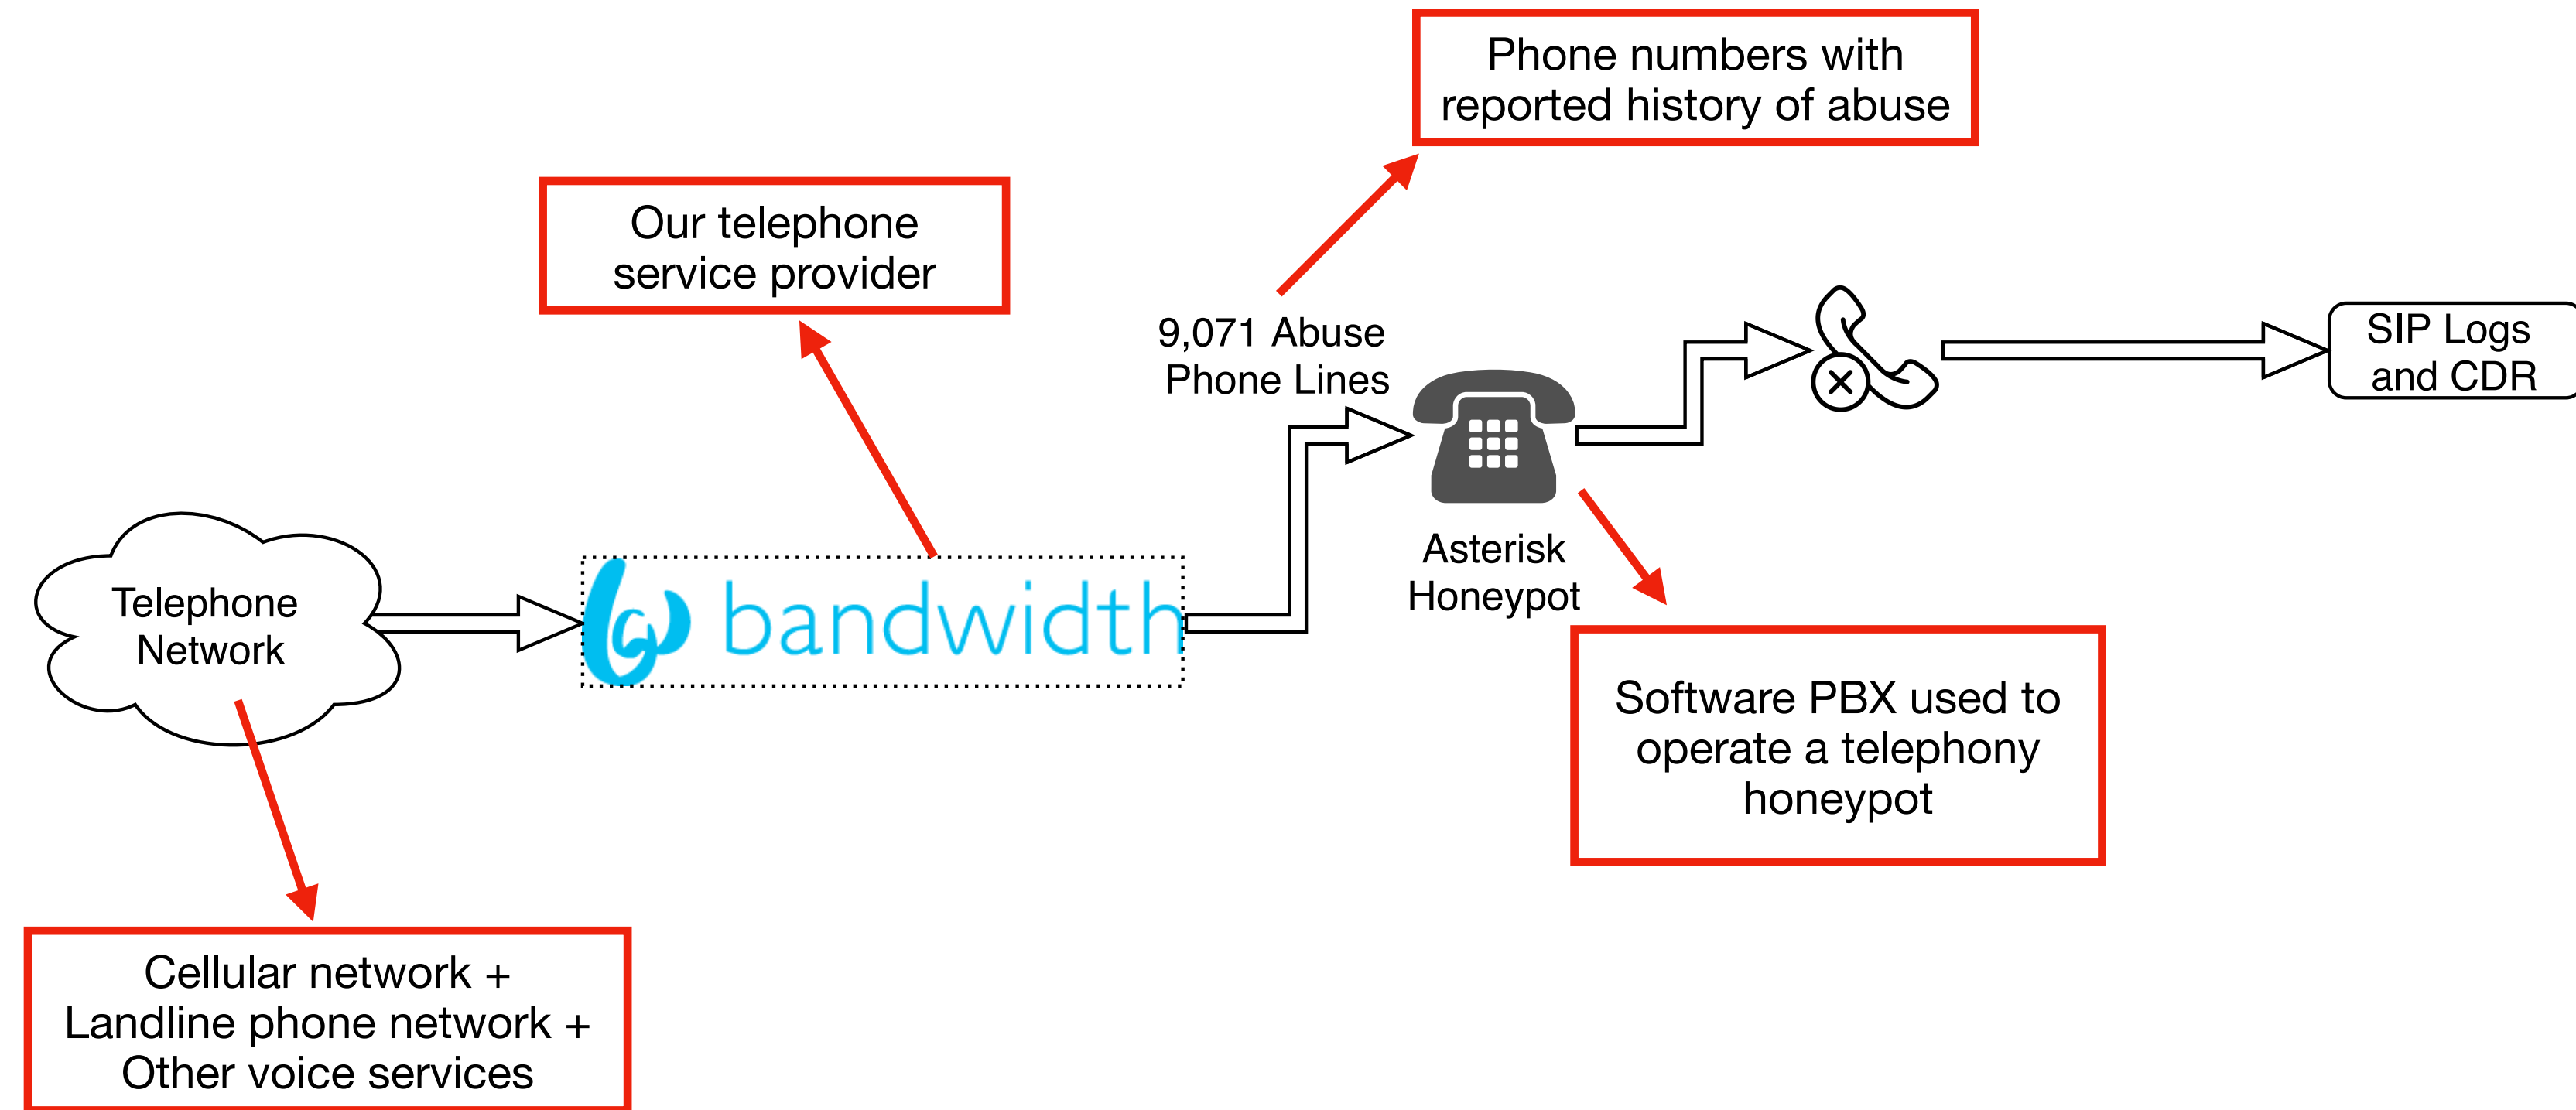 Phone numbers with
reported history of abuse
Our telephone
service provider
9,071 Abuse
Phone Lines
SIP Logs
and CDR
Telephone
Network
bandwidth
Asterisk
Honeypot
Software PBX used to
operate a telephony
honeypot
Cellular network +
Landline phone network +
Other voice services